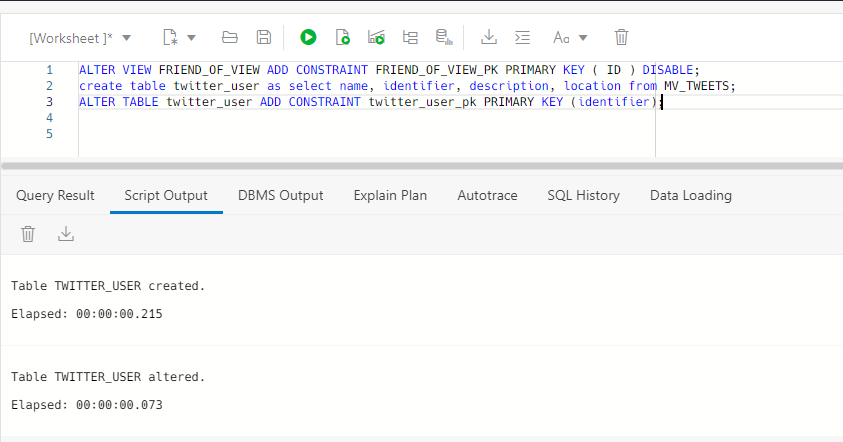 [Worksheet ]*
Aa
1 ALTER VIEW FRIEND_OF_VIEW ADD CONSTRAINT FRIEND_OF_VIEW_PK PRIMARY KEY ( ID ) DISABLE;
2 create table twitter_user as select name, identifier, description, location from MV_TWEETS;
3 ALTER TABLE twitter_user ADD CONSTRAINT twitter_user_pk PRIMARY KEY (identifier);
4
5
Query Result Script Output DBMS Output Explain Plan Autotrace SQL History Data Loading
Table TWITTER_USER created.
Elapsed: 00:00:00.215
Table TWITTER_USER altered.
Elapsed: 00:00:00.073